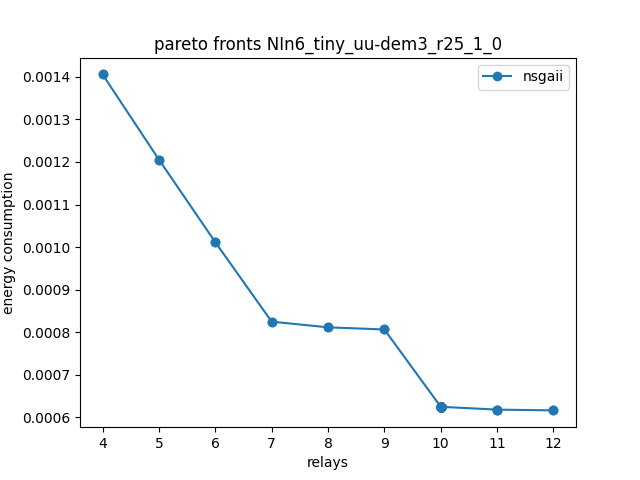 pareto fronts NIn6_tiny_uu-dem3_r25_1_0
nsgaii
energy consumption
0.0014
0.0013
0.0012
0.0011
0.0010
0.0009
0.0008
0.0007
0.0006
4 5 6 7 8 9 10 11 12
relays